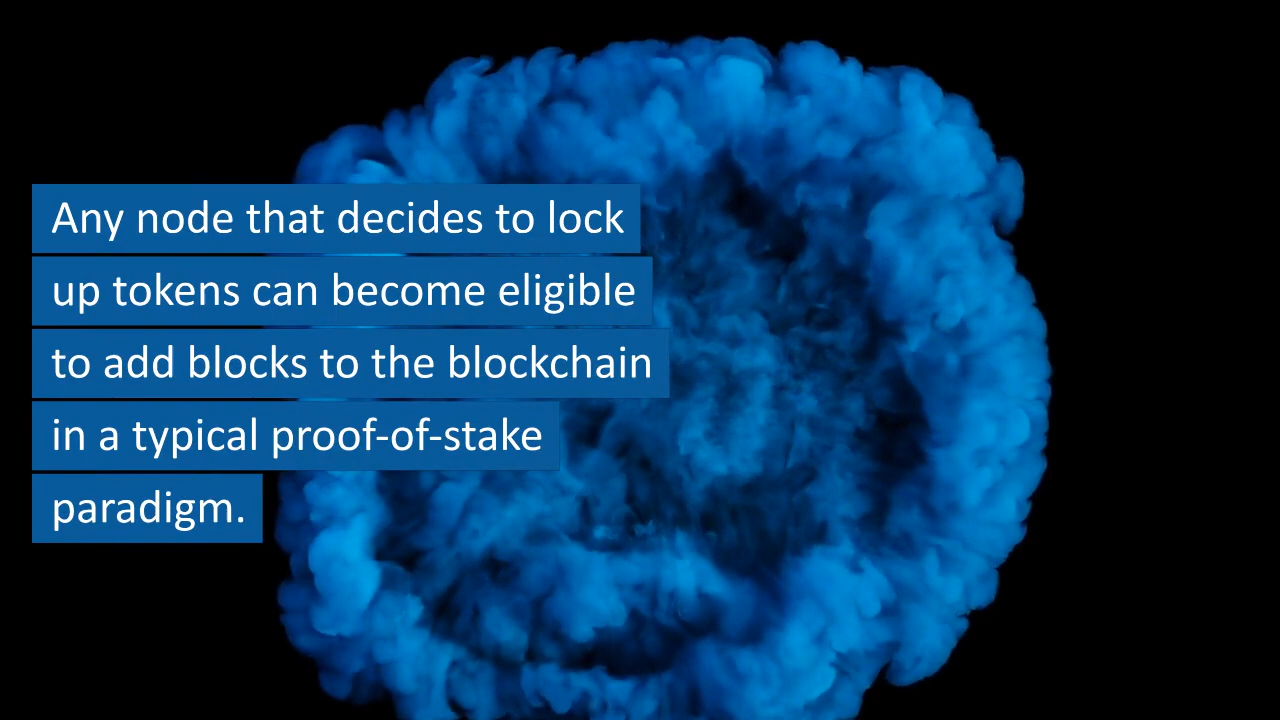 Any node that decides to lock
up tokens can become eligible
to add blocks to the blockchain
in a typical proof-of-stake
paradigm.